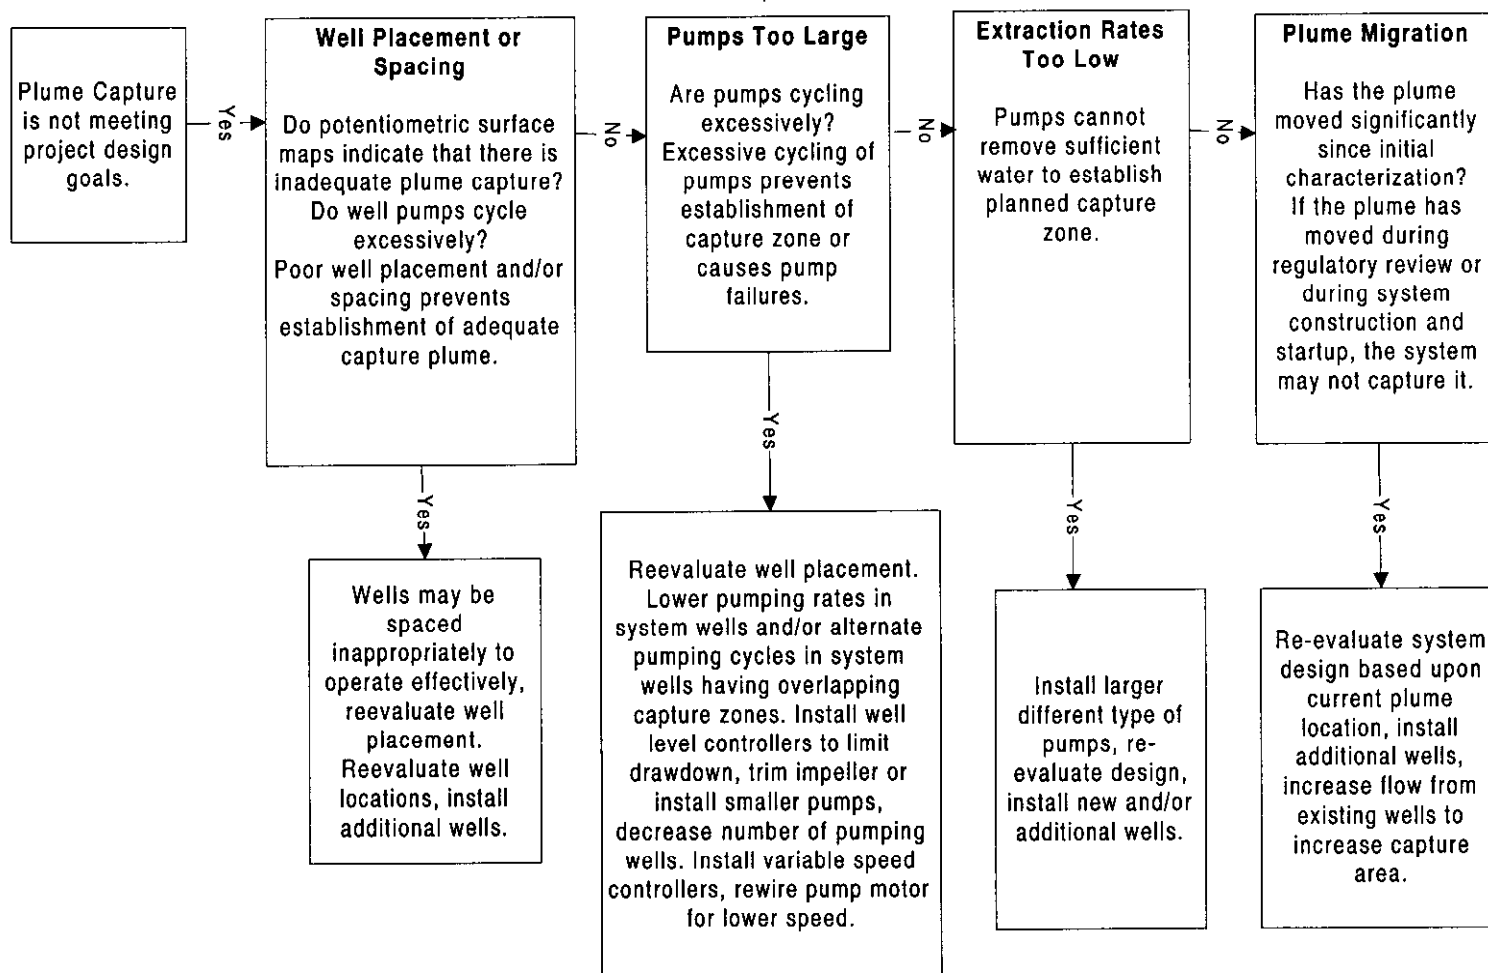 Plume Capture
is not meeting
project design
goals.
Yes
Well Placement or
Spacing
Do potentiometric surface
maps indicate that there is
inadequate plume capture?
Do well pumps cycle
excessively?
Poor well placement and/or
spacing prevents
establishment of adequate
capture plume.
No
Pumps Too Large
Are pumps cycling
excessively?
Excessive cycling of
pumps prevents
establishment of
capture zone or
causes pump
failures.
No
Extraction Rates
Too Low
Pumps cannot
remove sufficient
water to establish
planned capture
zone.
No
Plume Migration
Has the plume
moved significantly
since initial
characterization?
If the plume has
moved during
regulatory review or
during system
construction and
startup, the system
may not capture it.
Yes
Yes
Yes
Yes
Wells may be
spaced
inappropriately to
operate effectively,
reevaluate well
placement.
Reevaluate well
locations, install
additional wells.
Reevaluate well placement.
Lower pumping rates in
system wells and/or alternate
pumping cycles in system
wells having overlapping
capture zones. Install well
level controllers to limit
drawdown, trim impeller or
install smaller pumps,
decrease number of pumping
wells. Install variable speed
controllers, rewire pump motor
for lower speed.
Install larger
different type of
pumps, re-
evaluate design,
install new and/or
additional wells.
Re-evaluate system
design based upon
current plume
location, install
additional wells,
increase flow from
existing wells to
increase capture
area.